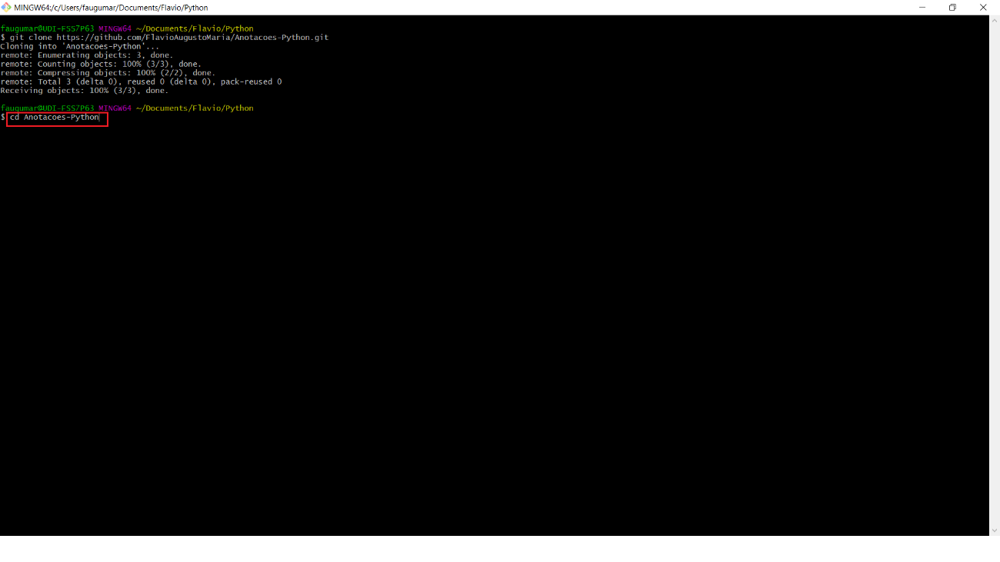 MINGW64:/c/Users/faugumar/Documents/Flavio/Python
faugumar@UDI-FSS7P63 MINGW64 ~/Documents/Flavio/Python
$ git clone https://github.com/FlavioAugustoMaria/Anotacoes-Python.git
Cloning into 'Anotacoes-Python'...
remote: Enumerating objects: 3, done.
remote: Counting objects: 100% (3/3), done.
remote: Compressing objects: 100% (2/2), done.
remote: Total 3 (delta 0), reused 0 (delta 0), pack-reused 0
Receiving objects: 100% (3/3), done.
faugumar@UDI-FSS7P63 MINGW64 ~/Documents/Flavio/Python
$ cd Anotacoes-Python